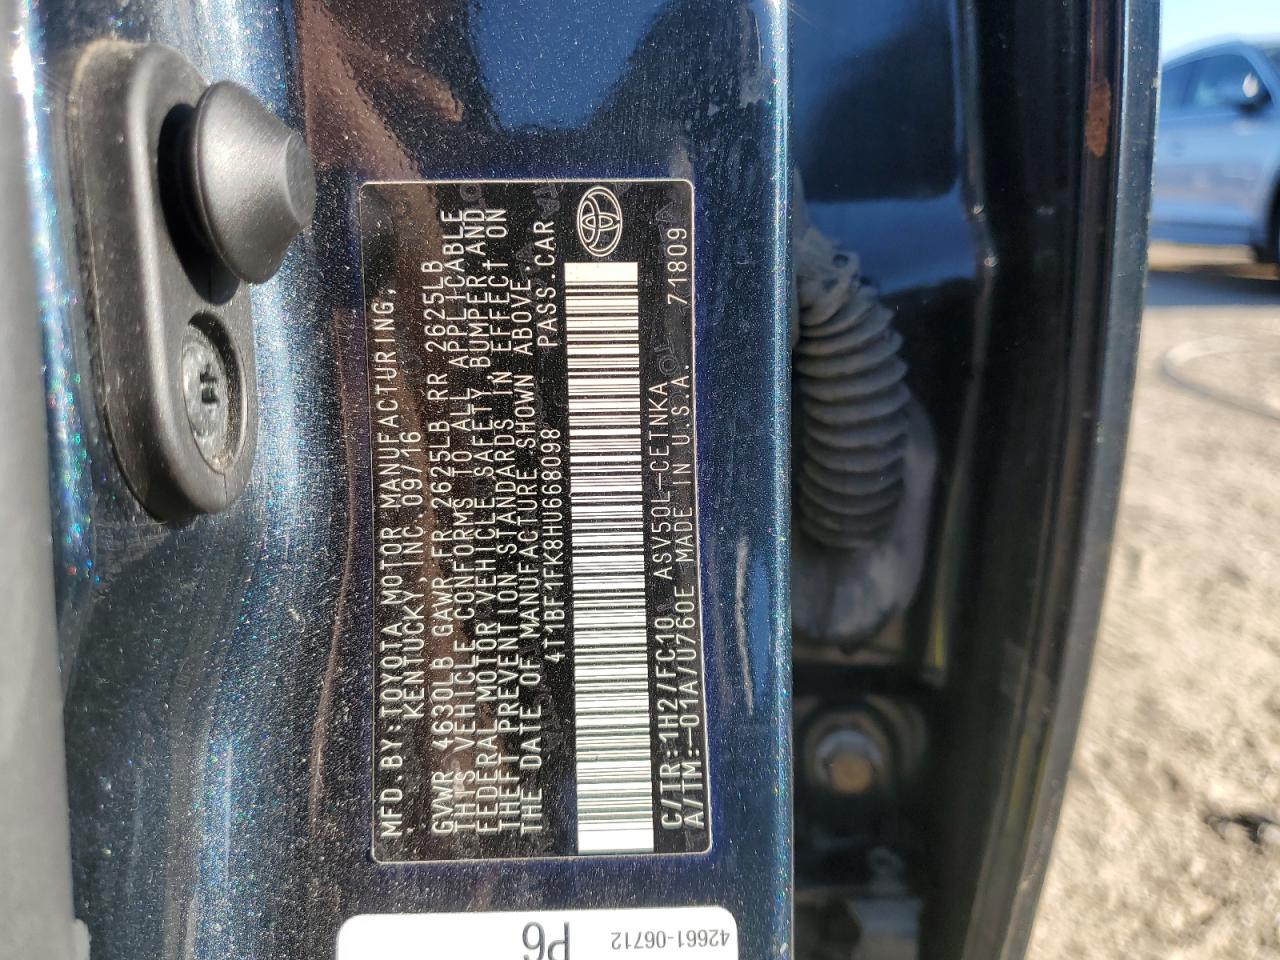 MFD.BY:TOYOTA MOTOR MANUFACTURING,
KENTUCKY, INC. 09/16
GVWR 4630LB GAWR FR 2625LB RR 2625LB
THIS VEHICLE CONFORMS TO ALL APPLICABLE
FEDERAL MOTOR VEHICLE SAFETY, BUMPER, AND
THEFT PREVENTION STANDARDS IN EFFECT ON
THE DATE OF MANUFACTURE SHOWN ABOVE.
4T1BF1FK8HU668098 PASS.CAR
C/TR:1H2/FC10 ASV50L-CETNKA
A/TM:-01A/U760E MADE IN U.S.A. 71809
42661-06712
P6